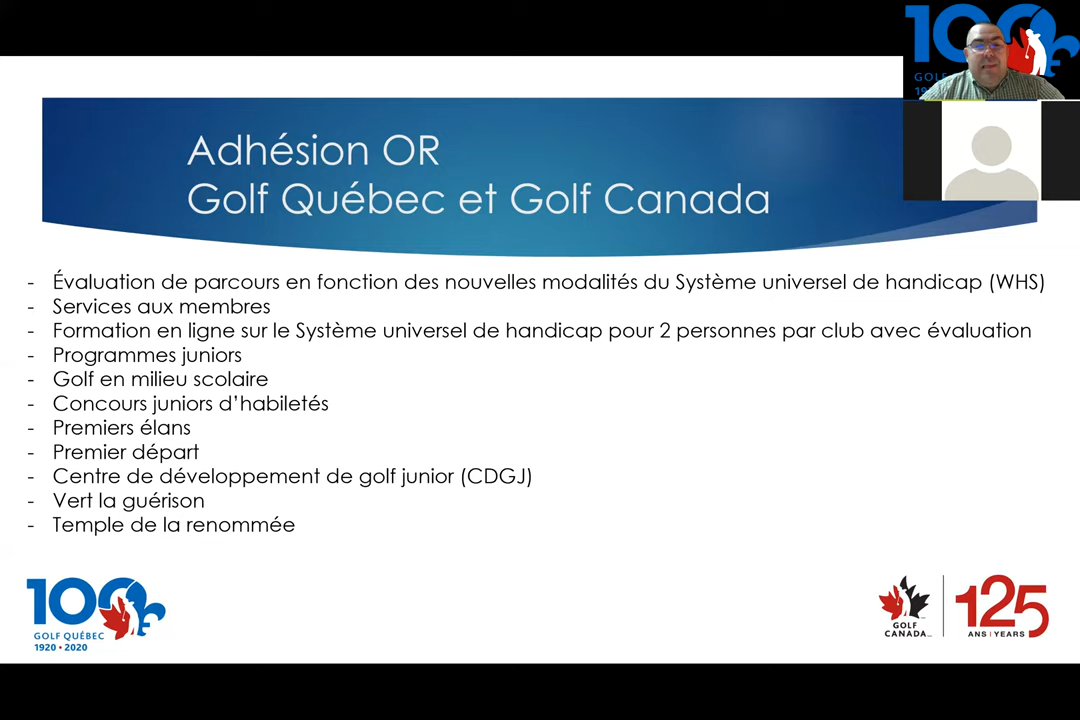 100
GOLF
Adhésion OR
Golf Québec et Golf Canada
- Évaluation de parcours en fonction des nouvelles modalités du Système universel de handicap (WHS)
- Services aux membres
- Formation en ligne sur le Système universel de handicap pour 2 personnes par club avec évaluation
- Programmes juniors
- Golf en milieu scolaire
- Concours juniors d’habiletés
- Premiers élans
- Premier départ
- Centre de développement de golf junior (CDGJ)
- Vert la guérison
- Temple de la renommée
100
GOLF QUÉBEC
1920 • 2020
GOLF
CANADA
125
ANS | YEARS